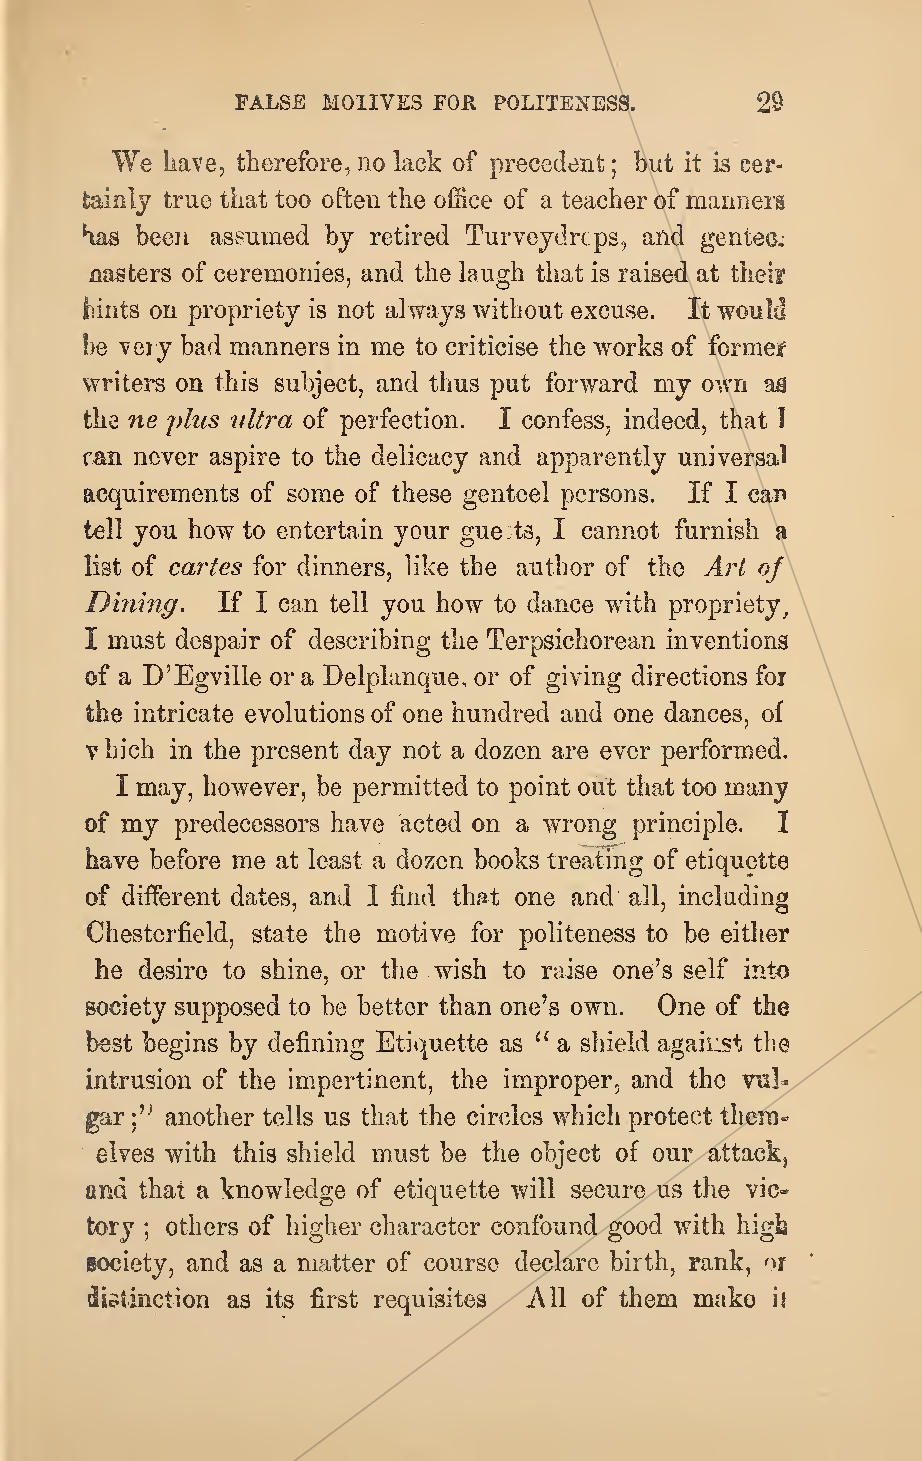 FALSE MOTIVES FOR POLITENESS. 29
We have, therefore, no lack of precedent; but it is cer-
tainly true that too often the office of a teacher of manners
has been assumed by retired Turveydrops, and genteel
masters of ceremonies, and the laugh that is raised at their
hints on propriety is not always without excuse. It would
be very bad manners in me to criticise the works of former
writers on this subject, and thus put forward my own as
the ne plus ultra of perfection. I confess, indeed, that I
can never aspire to the delicacy and apparently universal
acquirements of some of these genteel persons. If I can
tell you how to entertain your guests, I cannot furnish a
list of cartes for dinners, like the author of the Art of
Dining. If I can tell you how to dance with propriety,
I must despair of describing the Terpsichorean inventions
of a D'Egville or a Delplanque, or of giving directions for
the intricate evolutions of one hundred and one dances, of
which in the present day not a dozen are ever performed.
I may, however, be permitted to point out that too many
of my predecessors have acted on a wrong principle. I
have before me at least a dozen books treating of etiquette
of different dates, and I find that one and all, including
Chesterfield, state the motive for politeness to be either
he desire to shine, or the wish to raise one's self into
society supposed to be better than one's own. One of the
best begins by defining Etiquette as "a shield against the
intrusion of the impertinent, the improper, and the vul-
gar;" another tells us that the circles which protect them-
elves with this shield must be the object of our attack,
and that a knowledge of etiquette will secure us the vic-
tory; others of higher character confound good with high
society, and as a matter of course declare birth, rank, or
distinction as its first requisites All of them make it